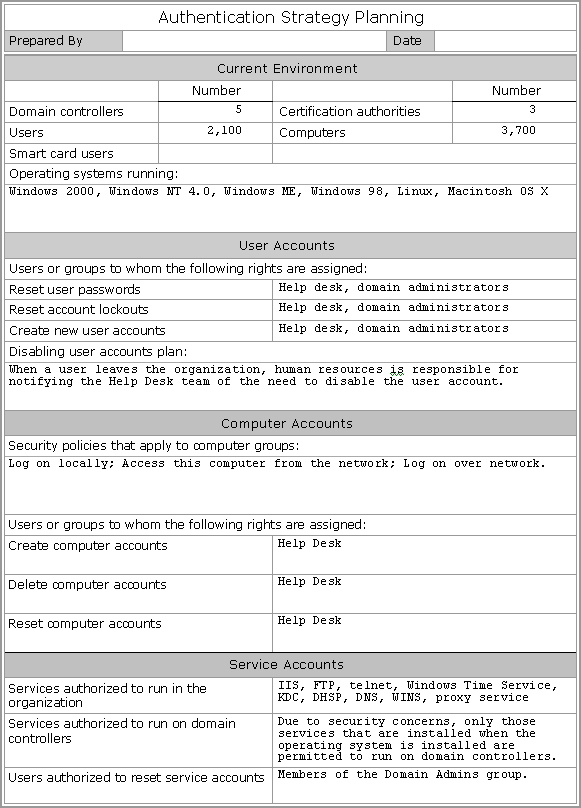 Authentication Strategy Planning
Prepared By Date
Current Environment
Number Number
Domain controllers 5 Certification authorities 3
Users 2,100 Computers 3,700
Smart card users
Operating systems running:
Windows 2000, Windows NT 4.0, Windows ME, Windows 98, Linux, Macintosh OS X
User Accounts
Users or groups to whom the following rights are assigned:
Reset user passwords Help desk, domain administrators
Reset account lockouts Help desk, domain administrators
Create new user accounts Help desk, domain administrators
Disabling user accounts plan:
When a user leaves the organization, human resources is responsible for
notifying the Help Desk team of the need to disable the user account.
Computer Accounts
Security policies that apply to computer groups:
Log on locally; Access this computer from the network; Log on over network.
Users or groups to whom the following rights are assigned:
Create computer accounts Help Desk
Delete computer accounts Help Desk
Reset computer accounts Help Desk
Service Accounts
Services authorized to run in the
organization
IIS, FTP, telnet, Windows Time Service,
KDC, DHSP, DNS, WINS, proxy service
Services authorized to run on domain
controllers
Due to security concerns, only those
services that are installed when the
operating system is installed are
permitted to run on domain controllers.
Users authorized to reset service accounts Members of the Domain Admins group.